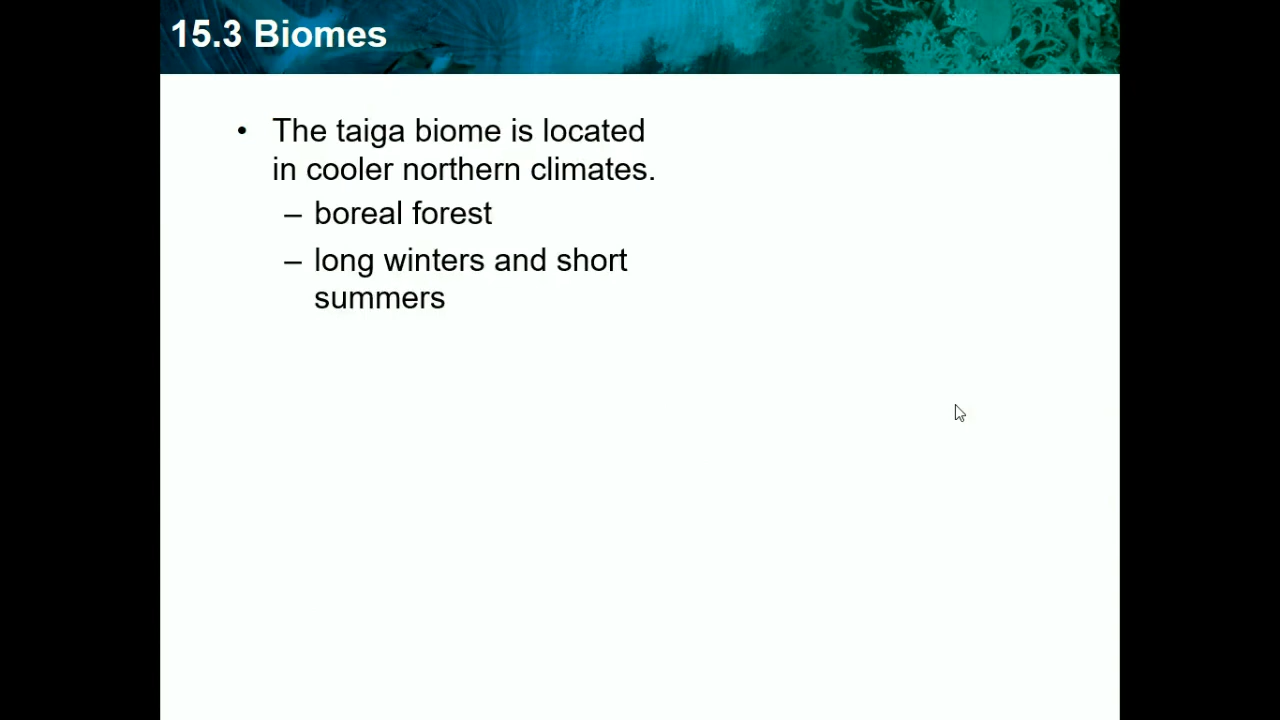 15.3 Biomes
• The taiga biome is located
in cooler northern climates.
– boreal forest
– long winters and short
summers